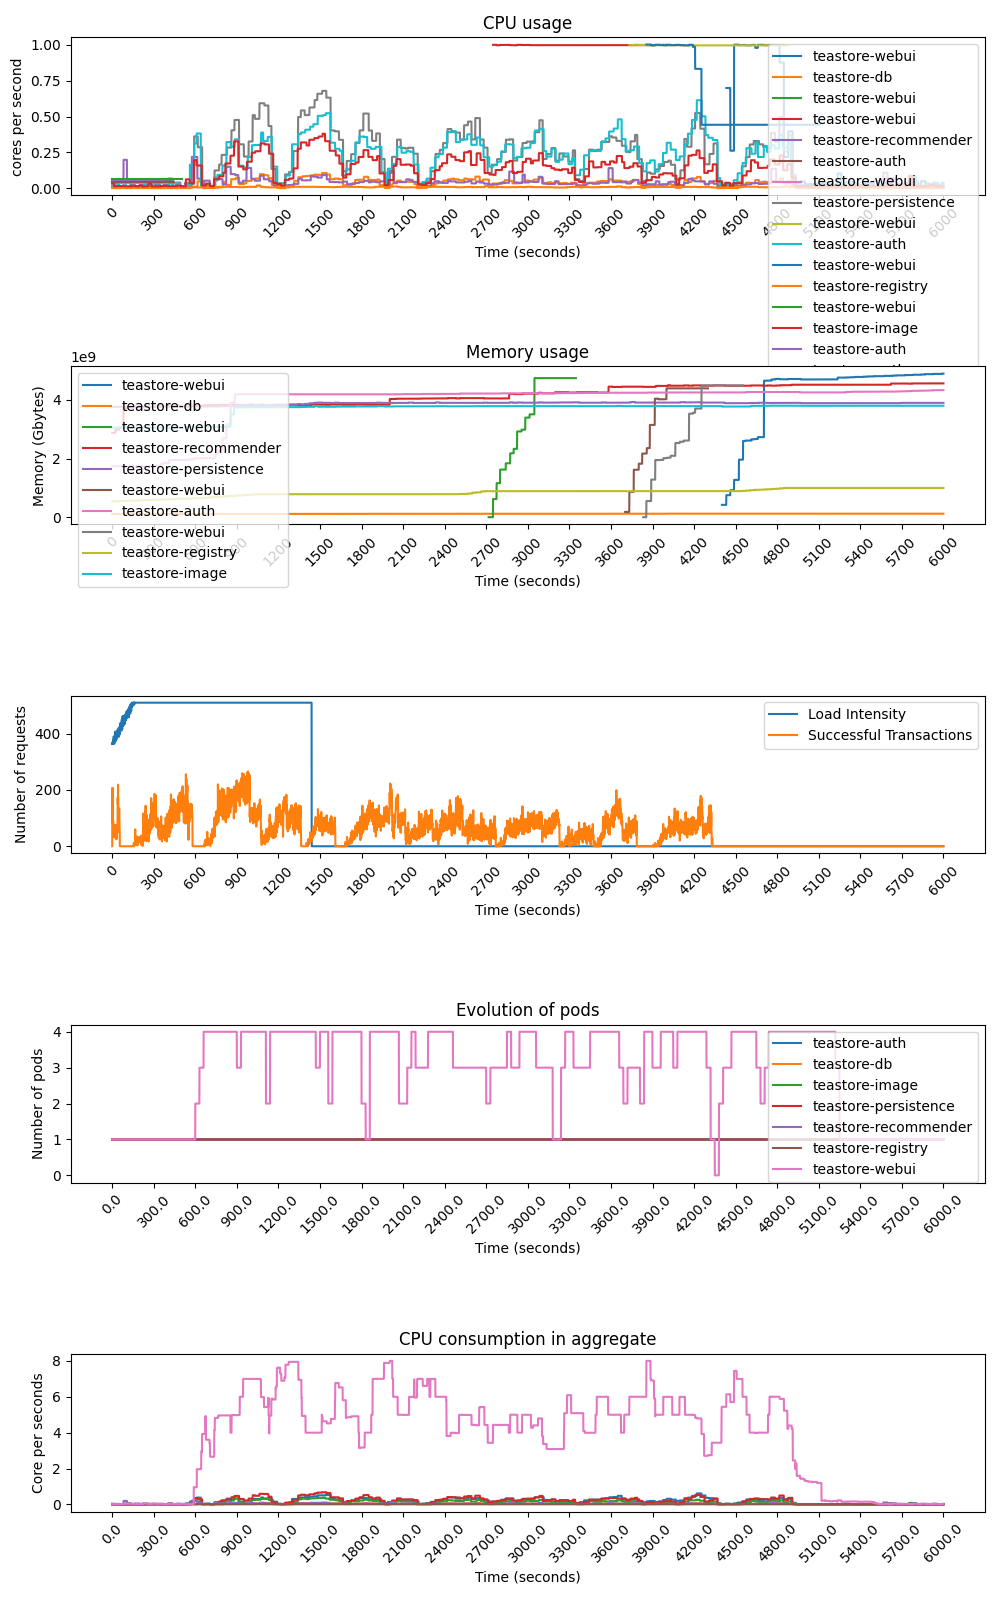 CPU usage
cores per second
1.00
0.75
0.50
0.25
0.00
teastore-webui
teastore-db
teastore-webui
teastore-webui
teastore-recommender
teastore-auth
teastore-webui
teastore-persistence
teastore-webui
teastore-auth
teastore-webui
teastore-registry
teastore-webui
teastore-image
teastore-auth
0 300 600 900 1200 1500 1800 2100 2400 2700 3000 3300 3600 3900 4200 4500 4800 5100 5400 5700 6000
Time (seconds)
Memory usage
1e9
Memory (Gbytes)
4
2
0
teastore-webui
teastore-db
teastore-webui
teastore-recommender
teastore-persistence
teastore-webui
teastore-auth
teastore-webui
teastore-registry
teastore-image
0 300 600 900 1200 1500 1800 2100 2400 2700 3000 3300 3600 3900 4200 4500 4800 5100 5400 5700 6000
Time (seconds)
Number of requests
400
200
0
Load Intensity
Successful Transactions
0 300 600 900 1200 1500 1800 2100 2400 2700 3000 3300 3600 3900 4200 4500 4800 5100 5400 5700 6000
Time (seconds)
Evolution of pods
Number of pods
4
3
2
1
0
teastore-auth
teastore-db
teastore-image
teastore-persistence
teastore-recommender
teastore-registry
teastore-webui
0.0 300.0 600.0 900.0 1200.0 1500.0 1800.0 2100.0 2400.0 2700.0 3000.0 3300.0 3600.0 3900.0 4200.0 4500.0 4800.0 5100.0 5400.0 5700.0 6000.0
Time (seconds)
CPU consumption in aggregate
Core per seconds
8
6
4
2
0
0.0 300.0 600.0 900.0 1200.0 1500.0 1800.0 2100.0 2400.0 2700.0 3000.0 3300.0 3600.0 3900.0 4200.0 4500.0 4800.0 5100.0 5400.0 5700.0 6000.0
Time (seconds)